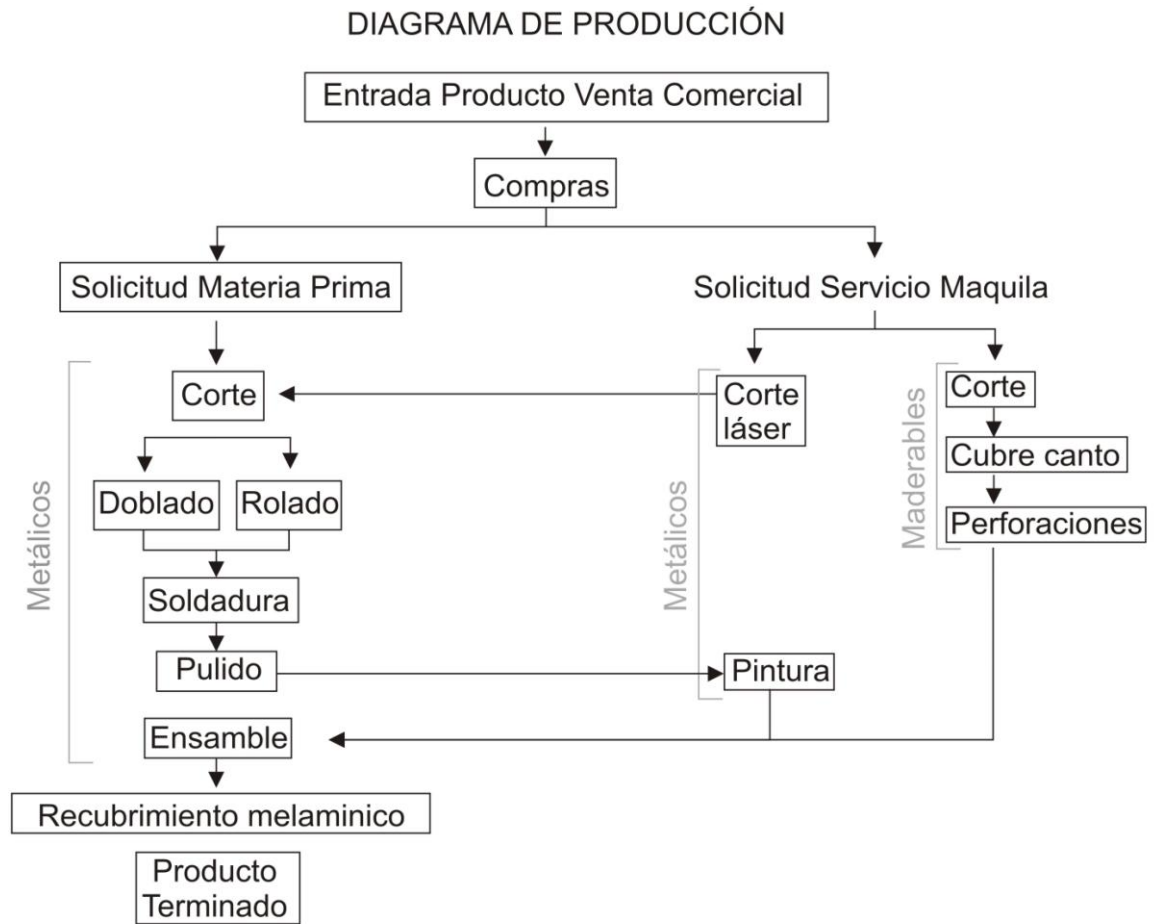 DIAGRAMA DE PRODUCCIÓN
Entrada Producto Venta Comercial
Compras
Solicitud Materia Prima
Solicitud Servicio Maquila
Metálicos
Corte
Doblado
Rolado
Soldadura
Pulido
Ensamble
Recubrimiento melaminico
Producto
Terminado
Metálicos
Corte
láser
Pintura
Maderables
Corte
Cubre canto
Perforaciones